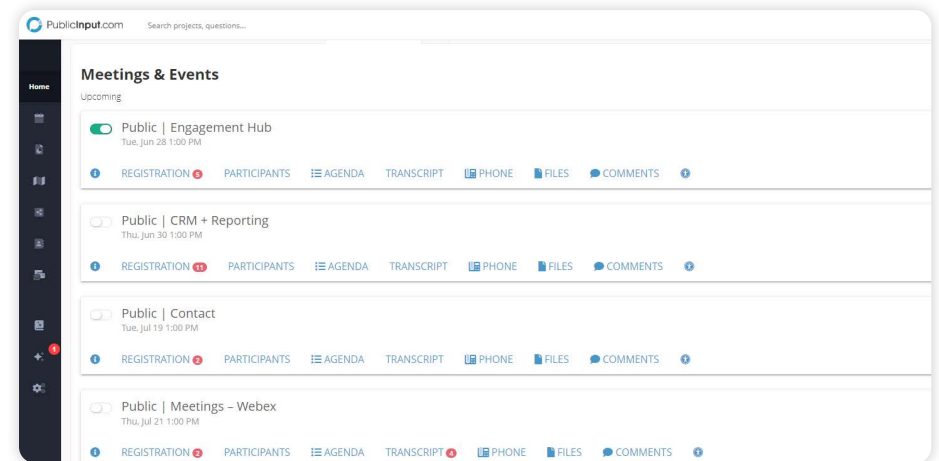 PublicInput.com Search projects, questions...
Home
Meetings & Events
Upcoming
Public | Engagement Hub
Tue, Jun 28 1:00 PM
REGISTRATION 5 PARTICIPANTS AGENDA TRANSCRIPT PHONE FILES COMMENTS
Public | CRM + Reporting
Thu, Jun 30 1:00 PM
REGISTRATION 11 PARTICIPANTS AGENDA TRANSCRIPT PHONE FILES COMMENTS
Public | Contact
Tue, Jul 19 1:00 PM
1
REGISTRATION 2 PARTICIPANTS AGENDA TRANSCRIPT PHONE FILES COMMENTS
Public | Meetings – Webex
Thu, Jul 21 1:00 PM
REGISTRATION 2 PARTICIPANTS AGENDA TRANSCRIPT 4 PHONE FILES COMMENTS